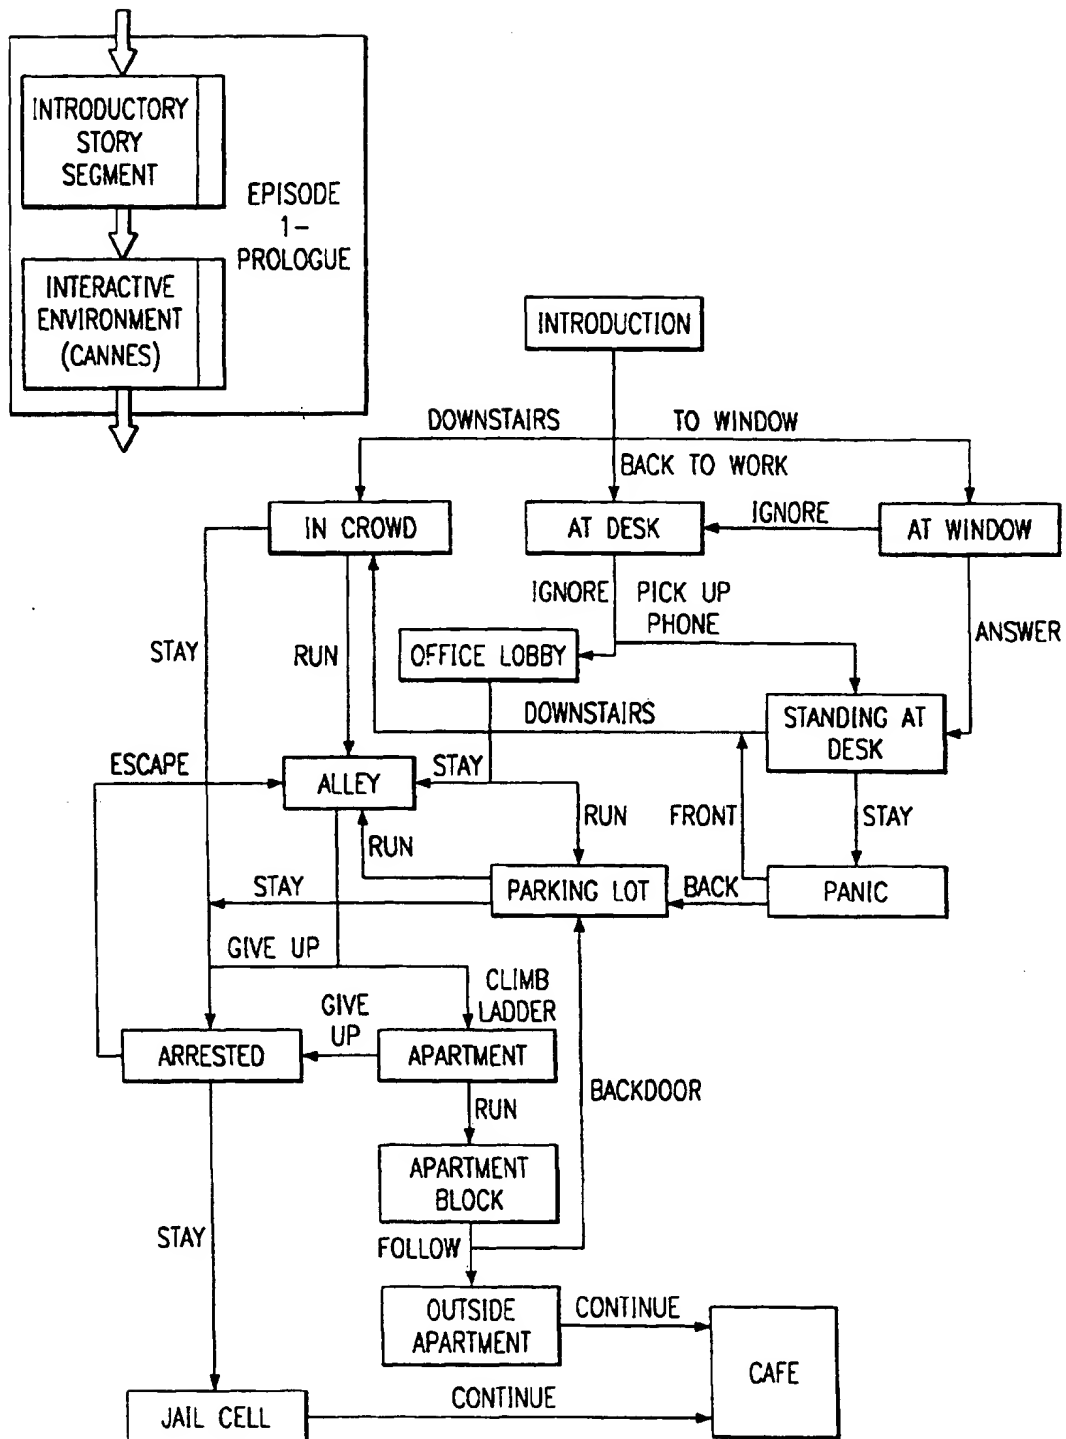 INTRODUCTORY
STORY
SEGMENT
EPISODE
1-
PROLOGUE
INTERACTIVE
ENVIRONMENT
(CANNES)
INTRODUCTION
DOWNSTAIRS
TO WINDOW
BACK TO WORK
IN CROWD
AT DESK
IGNORE
AT WINDOW
IGNORE
PICK UP
PHONE
STAY
RUN
OFFICE LOBBY
ANSWER
DOWNSTAIRS
STANDING AT
DESK
ESCAPE
ALLEY
STAY
RUN
FRONT
STAY
RUN
STAY
PARKING LOT
BACK
PANIC
GIVE UP
CLIMB
LADDER
GIVE
UP
ARRESTED
APARTMENT
BACKDOOR
RUN
APARTMENT
BLOCK
STAY
FOLLOW
OUTSIDE
APARTMENT
CONTINUE
CAFE
JAIL CELL
CONTINUE